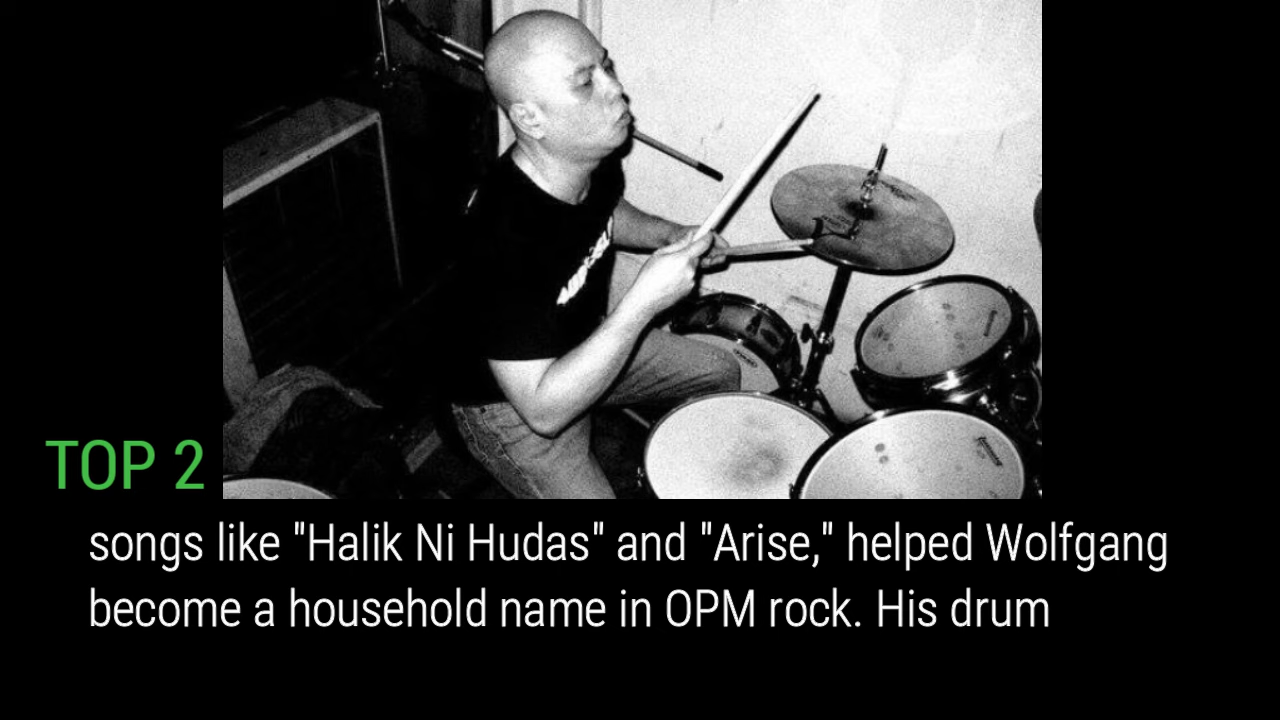 TOP 2
songs like "Halik Ni Hudas" and "Arise," helped Wolfgang
become a household name in OPM rock. His drum